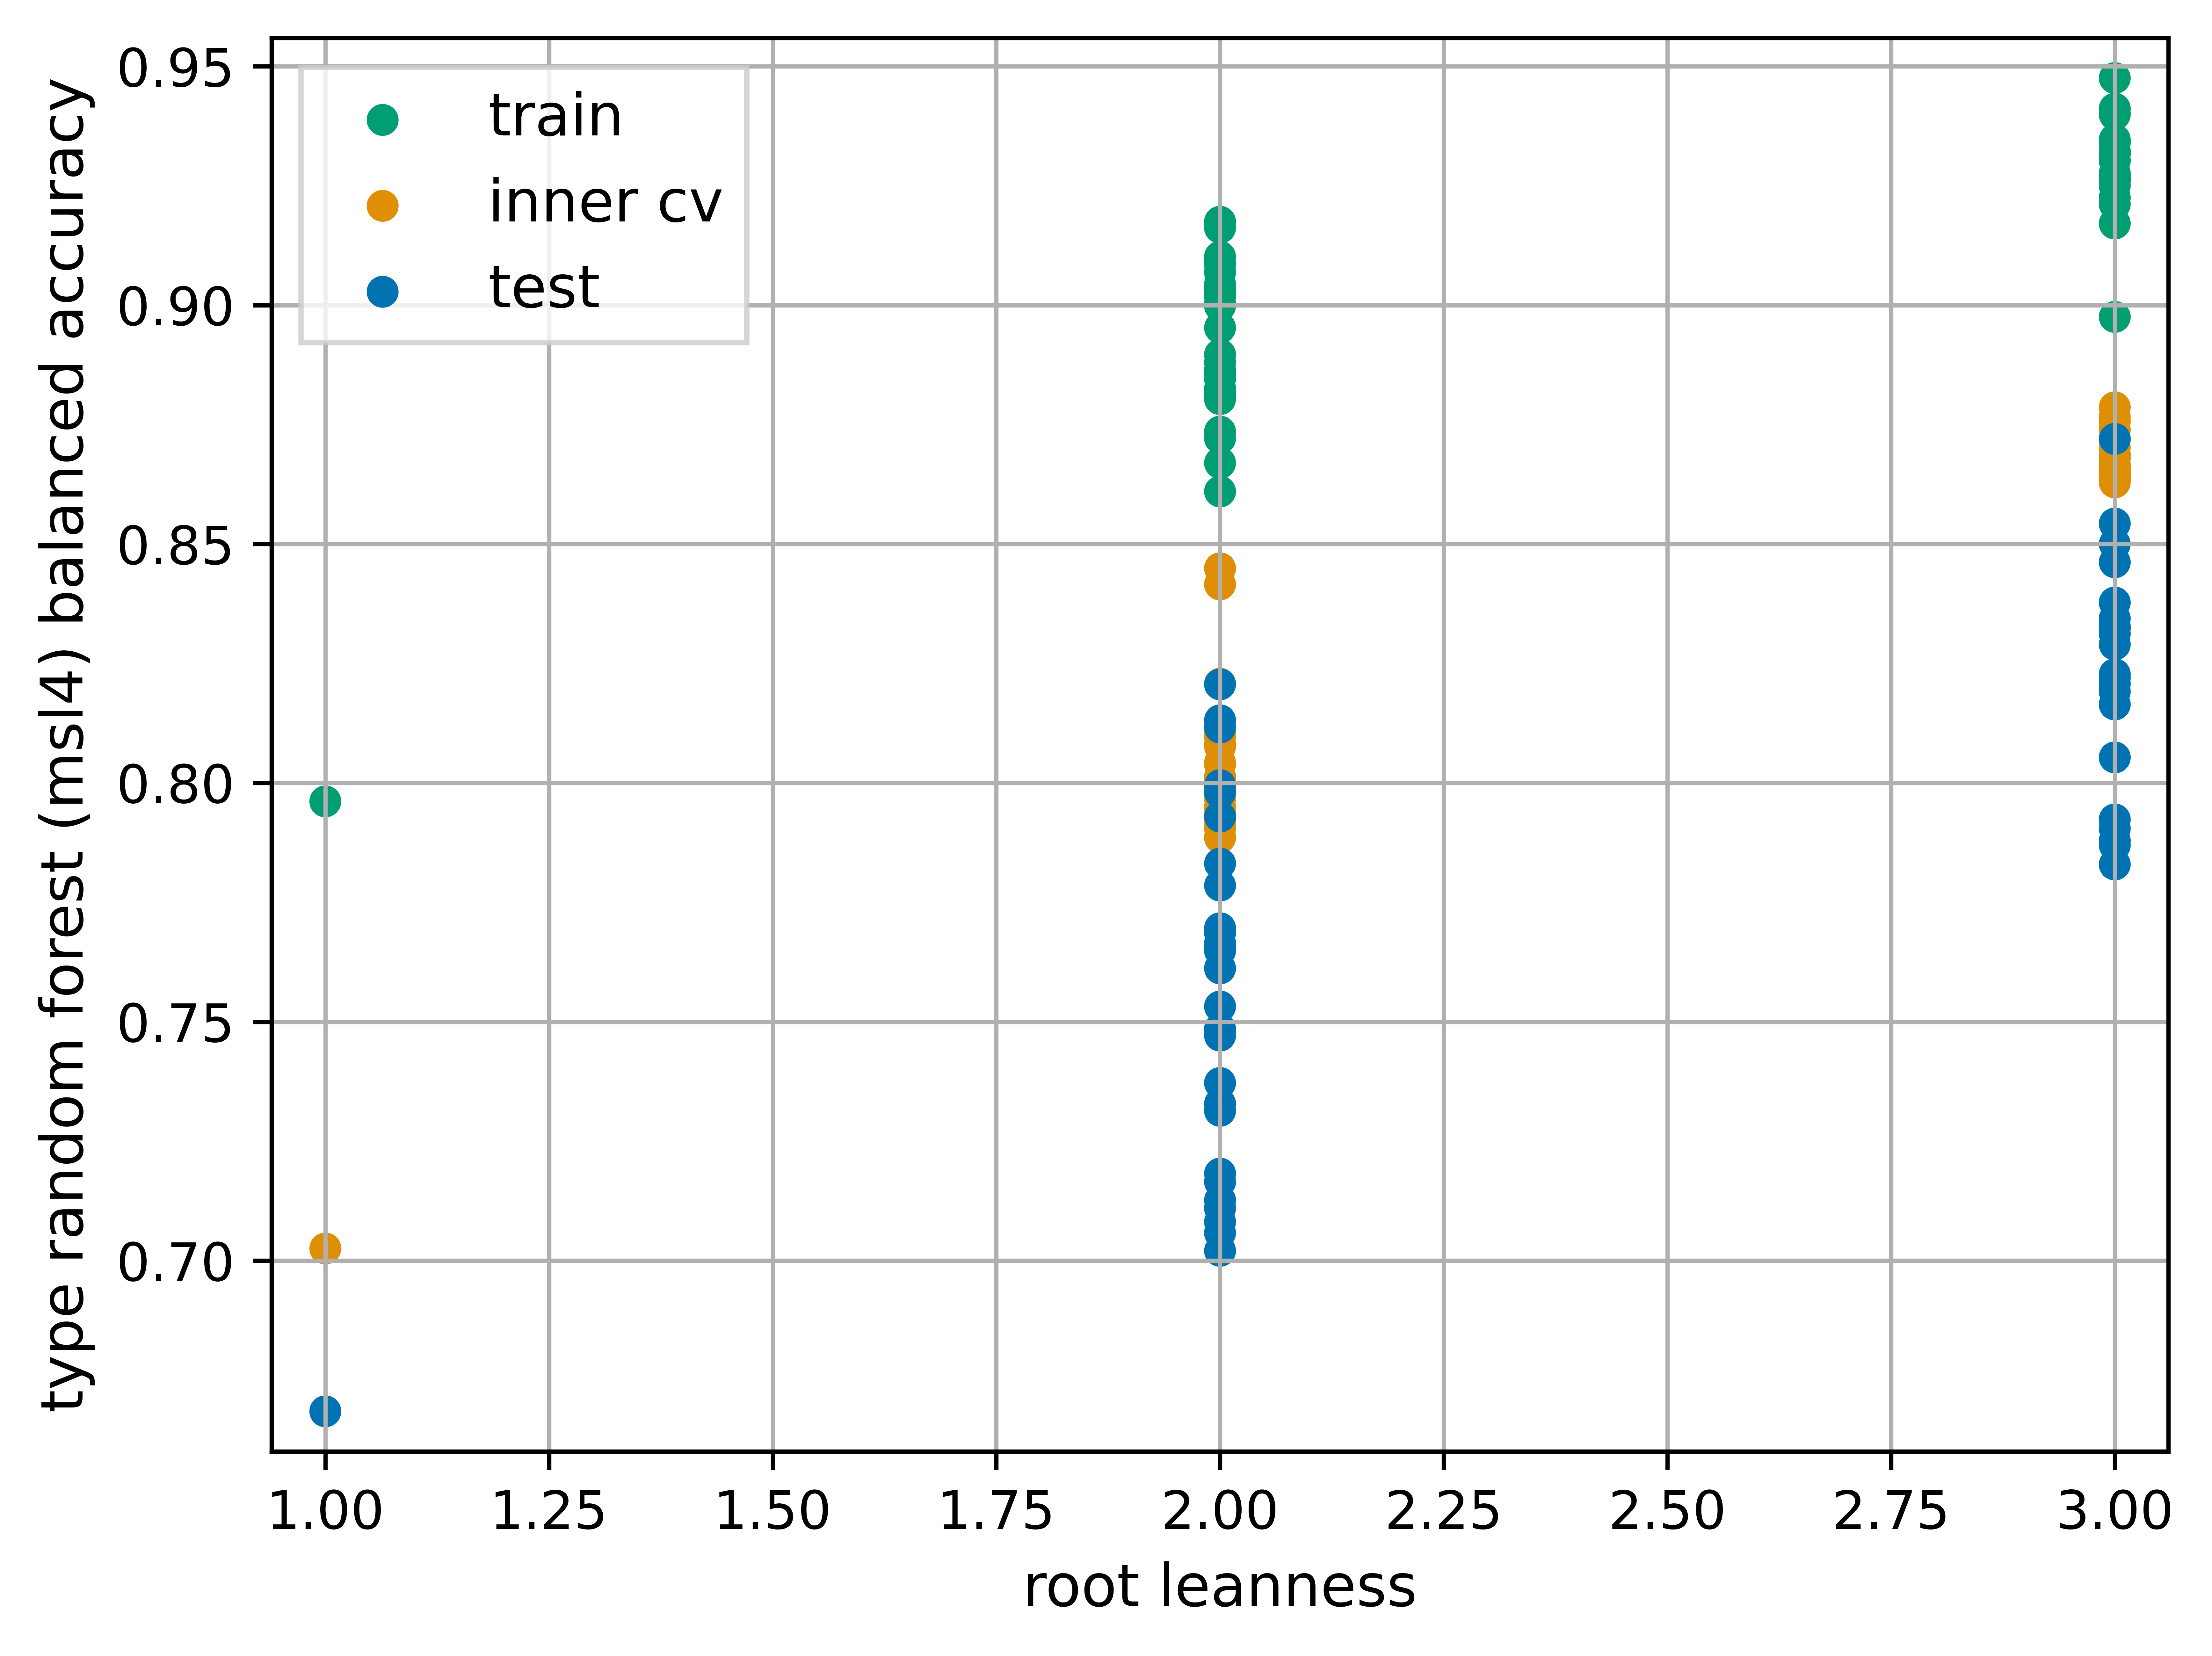 type random forest (msl4) balanced accuracy
0.95
0.90
0.85
0.80
0.75
0.70
train
inner cv
test
1.00 1.25 1.50 1.75 2.00 2.25 2.50 2.75 3.00
root leanness